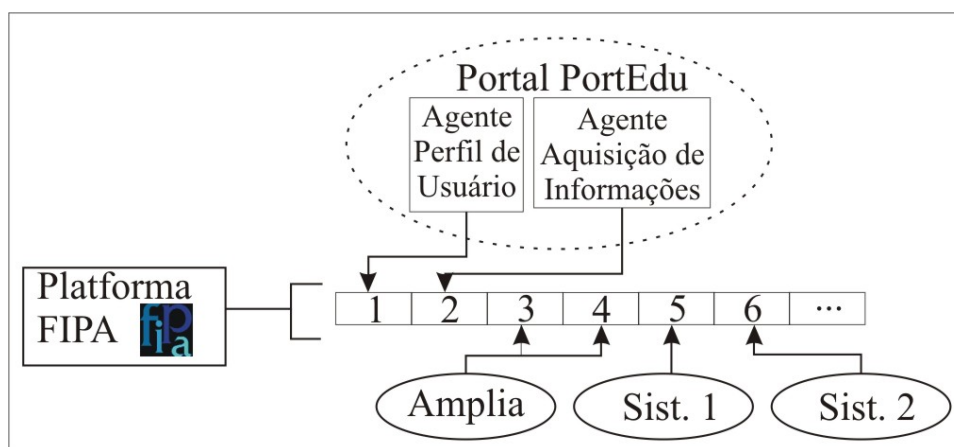 Portal PortEdu
Agente
Perfil de
Usuário
Agente
Aquisição de
Informações
Platforma
FIPA fipa
1 2 3 4 5 6 ...
Amplia Sist. 1 Sist. 2